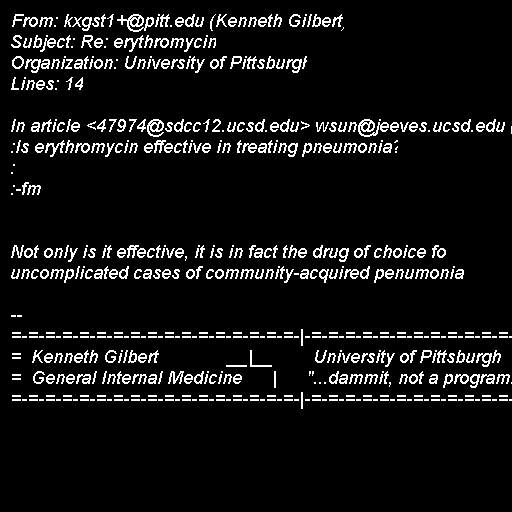 From: kxgst1+@pitt.edu (Kenneth Gilbert)
Subject: Re: erythromycin
Organization: University of Pittsburgh
Lines: 14
In article <47974@sdcc12.ucsd.edu> wsun@jeeves.ucsd.edu (
:Is erythromycin effective in treating pneumonia?
:
:-fm
Not only is it effective, it is in fact the drug of choice fo
uncomplicated cases of community-acquired penumonia
--
=-=-=-=-=-=-=-=-=-=-=-=-=-=-=-=-=-=-=-|-=-=-=-=-=-=-=-=-=-=-=-=-=-
= Kenneth Gilbert __|__ University of Pittsburgh
= General Internal Medicine | "...dammit, not a program
=-=-=-=-=-=-=-=-=-=-=-=-=-=-=-=-=-=-=-|-=-=-=-=-=-=-=-=-=-=-=-=-=-